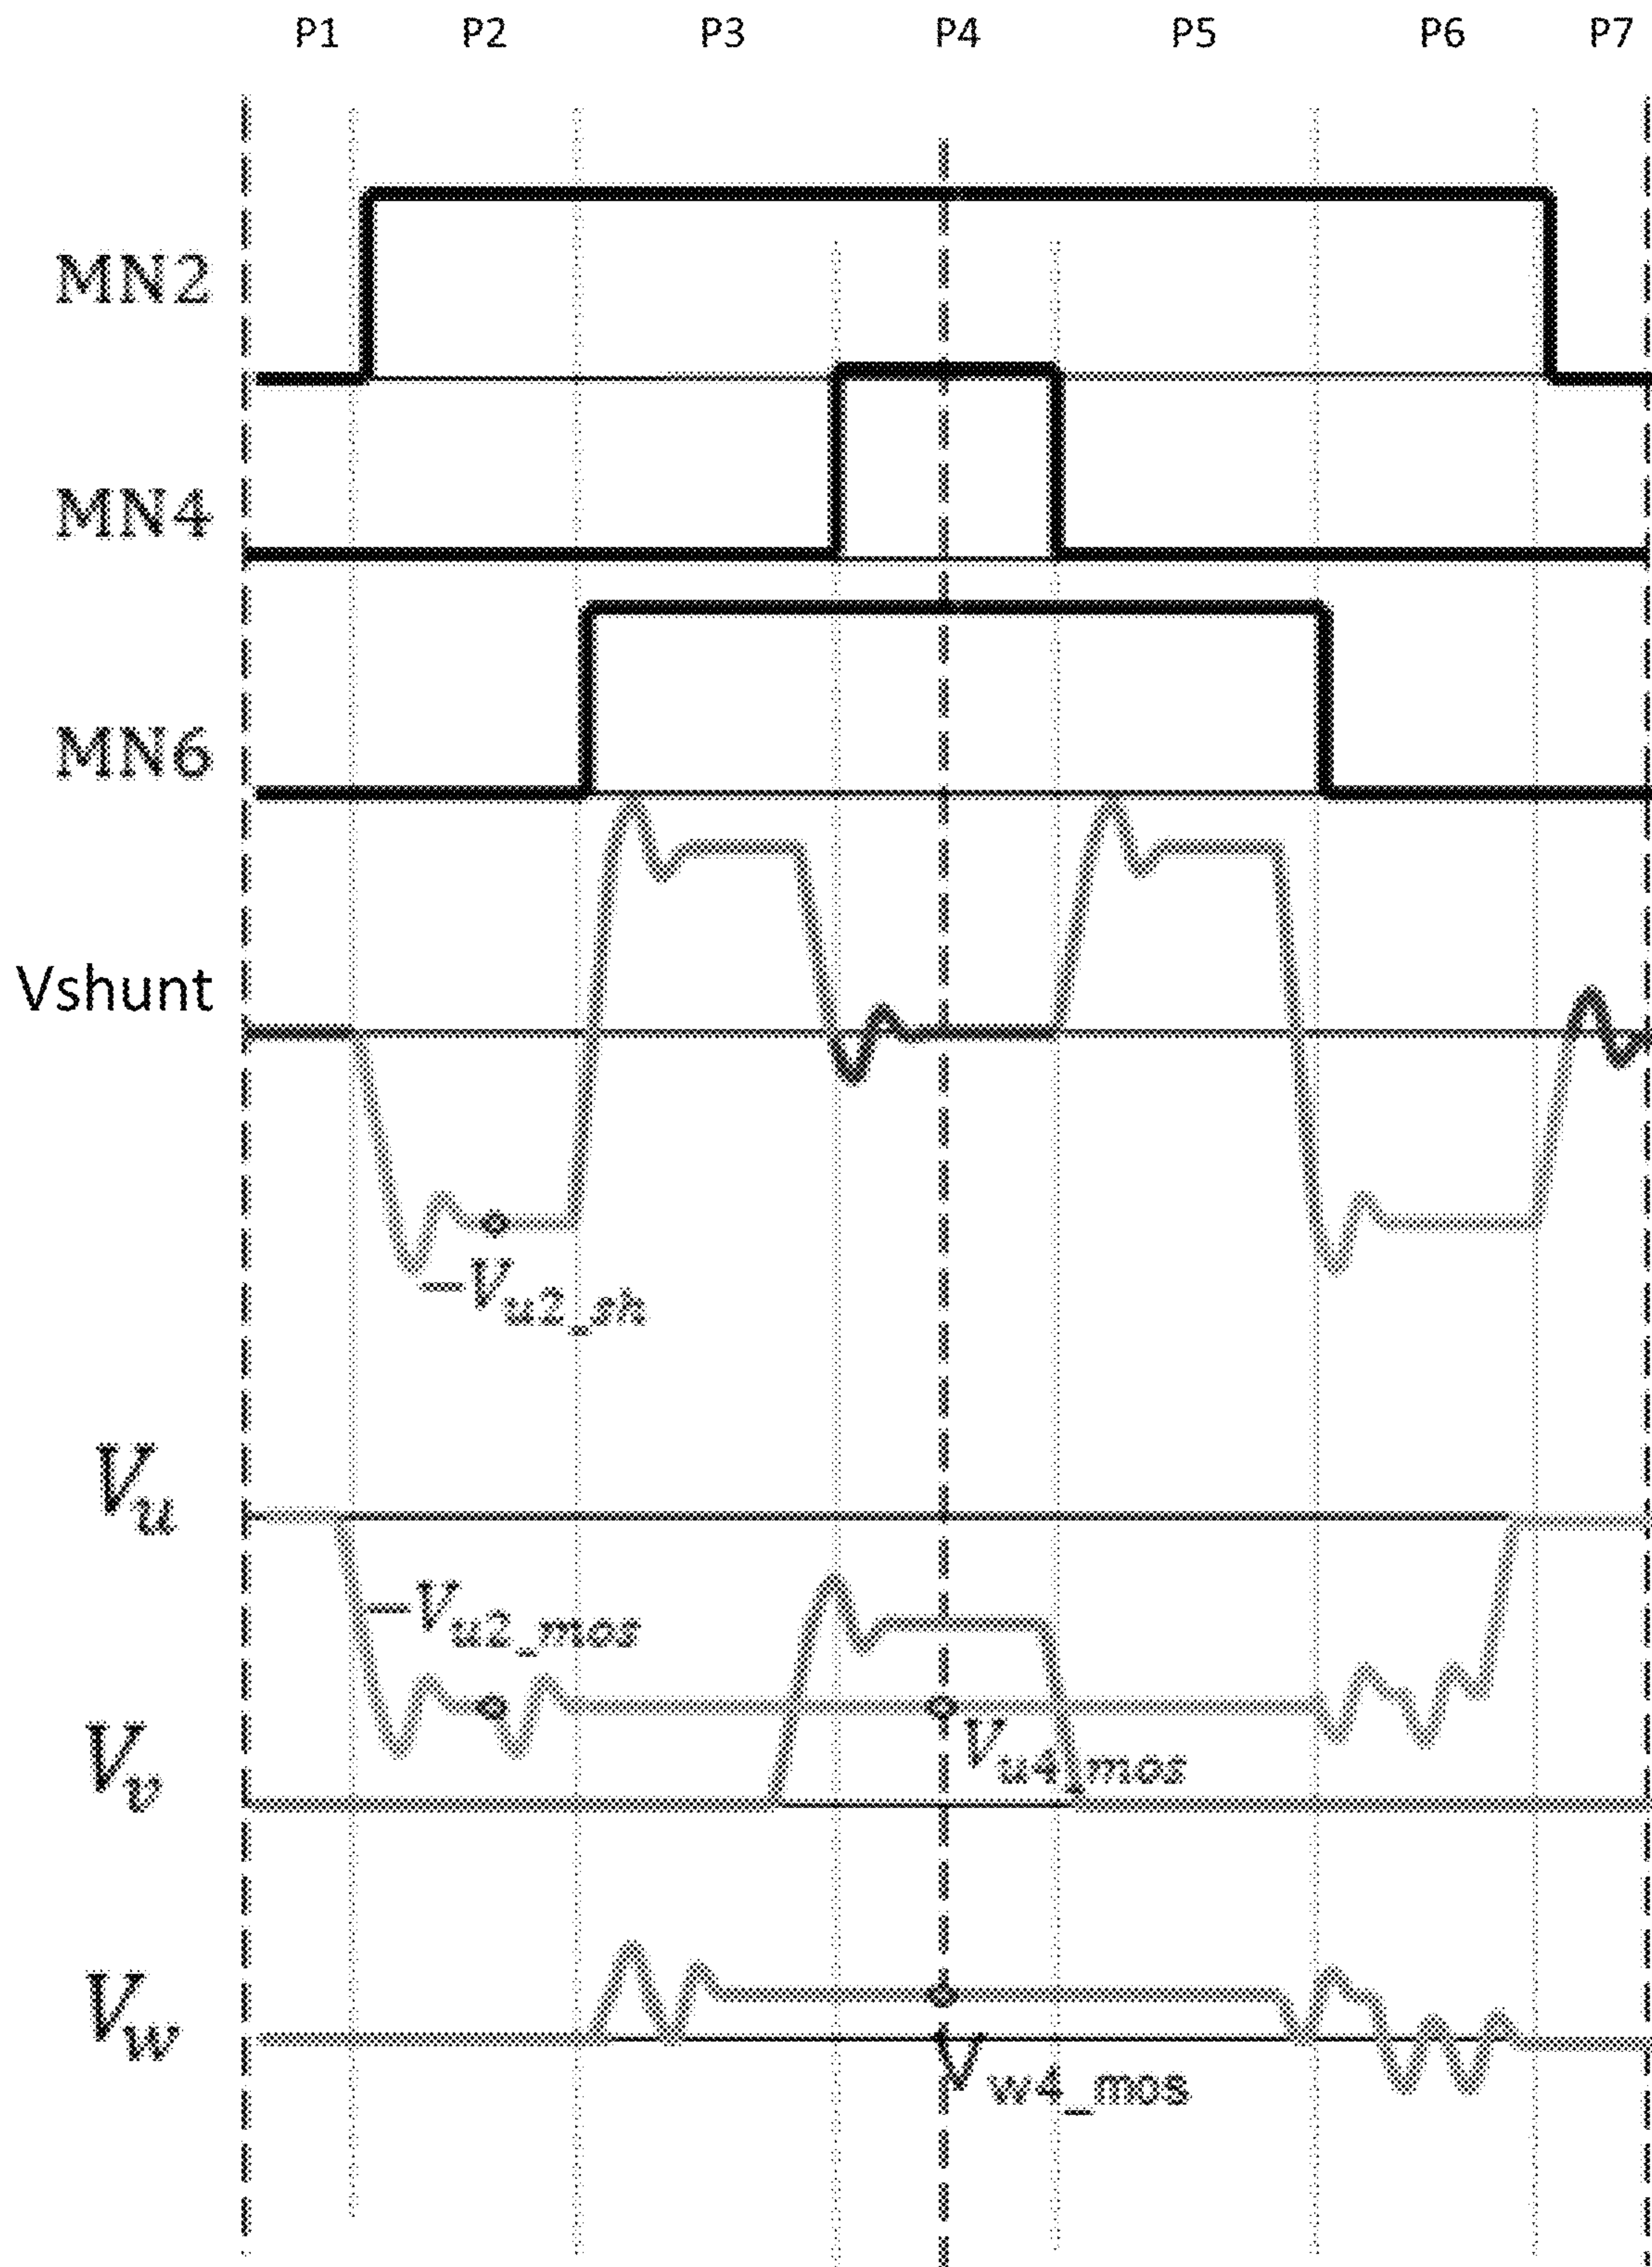 P1 P2 P3 P4 P5 P6 P7
MN2
MN4
MN6
Vshunt
−Vu2_sh
Vu
−Vu2_mos
Vv
Vu4_mos
Vw
Vw4_mos